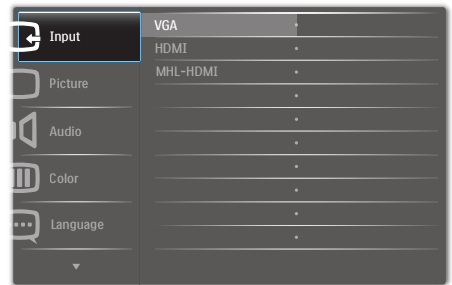 Input
VGA
HDMI
MHL-HDMI
Picture
Audio
Color
Language